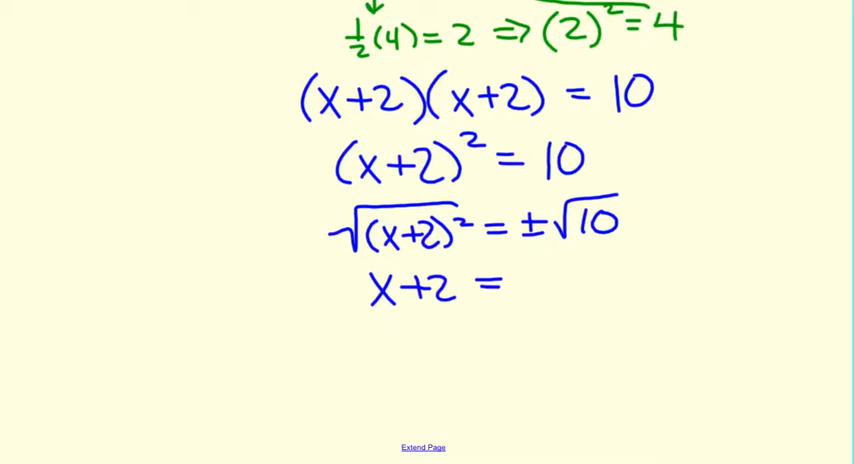 ½(4) = 2 ⇒ (2)² = 4
(x+2)(x+2) = 10
(x+2)² = 10
√(x+2)² = ±√10
x+2 =
Extend Page